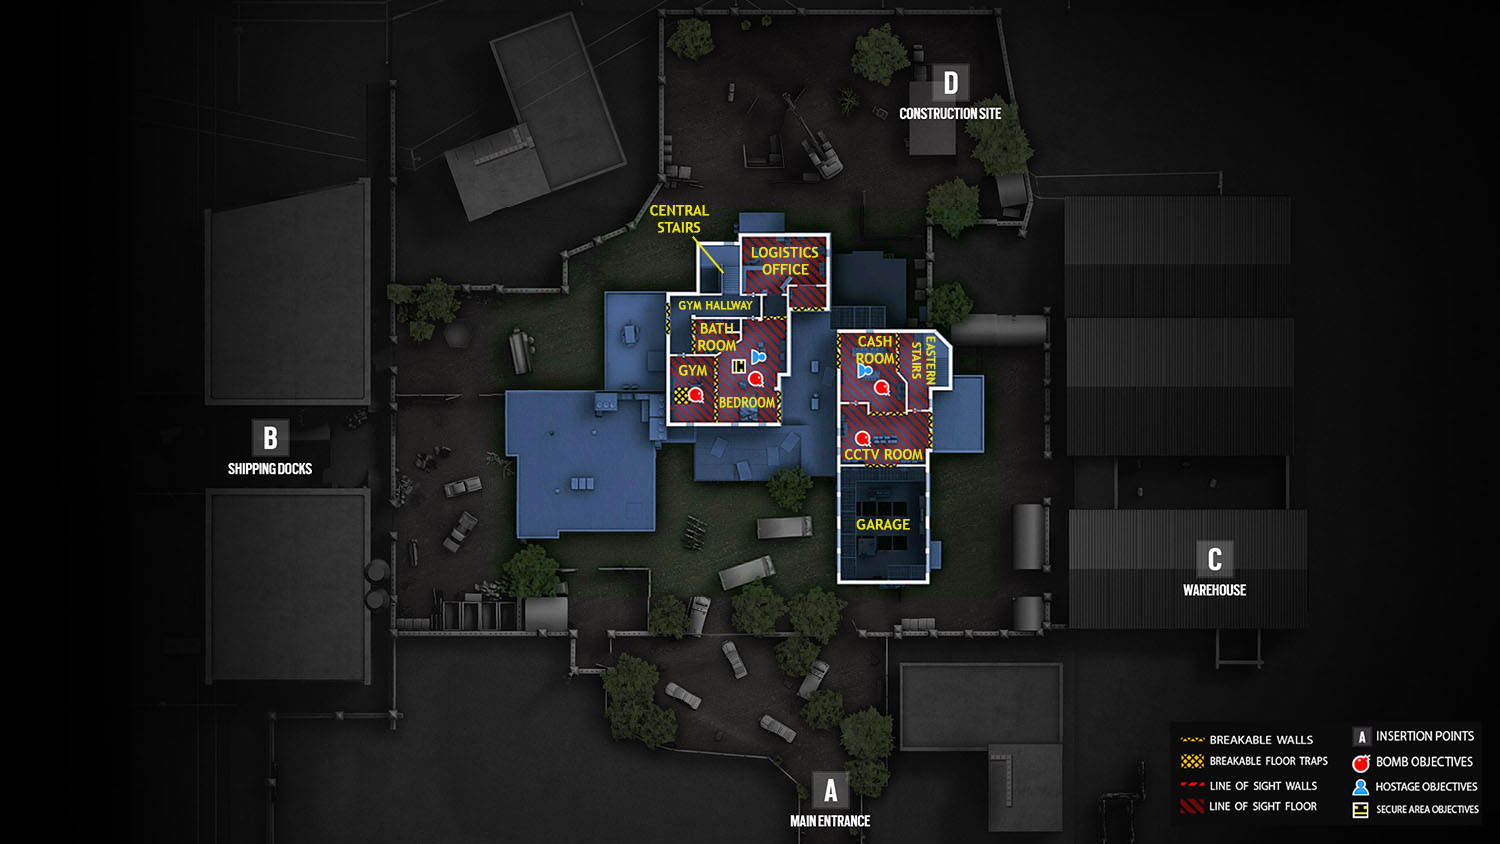 D
CONSTRUCTION SITE
CENTRAL
STAIRS
LOGISTICS
OFFICE
GYM HALLWAY
BATH
ROOM
GYM
BEDROOM
CASH
ROOM
EASTERN
STAIRS
CCTV ROOM
GARAGE
B
SHIPPING DOCKS
C
WAREHOUSE
A
MAIN ENTRANCE
BREAKABLE WALLS
BREAKABLE FLOOR TRAPS
LINE OF SIGHT WALLS
LINE OF SIGHT FLOOR
A INSERTION POINTS
BOMB OBJECTIVES
HOSTAGE OBJECTIVES
SECURE AREA OBJECTIVES